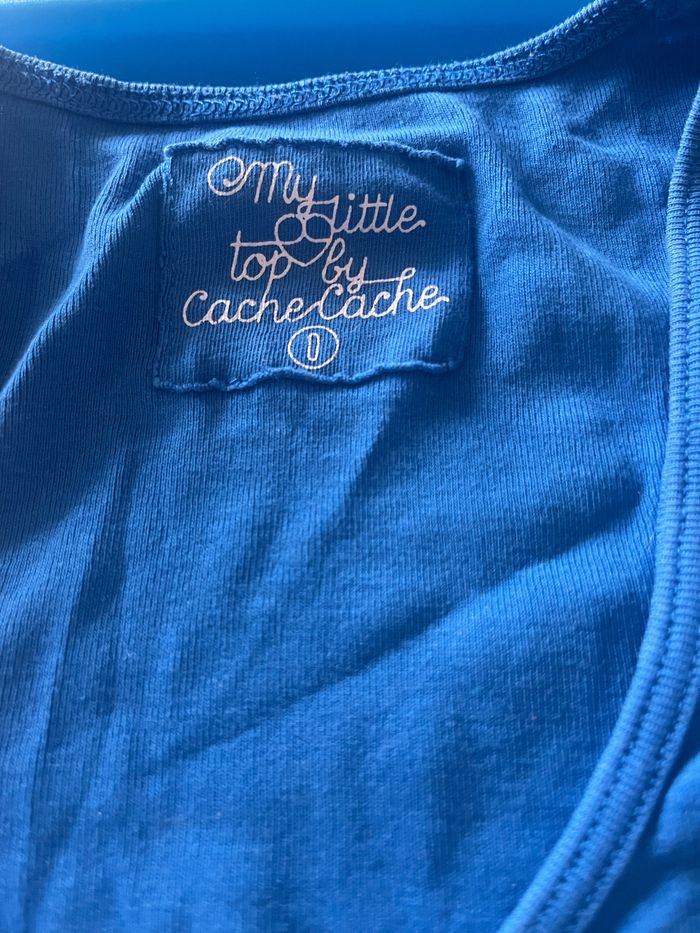 My little
top by
Cache Cache
0